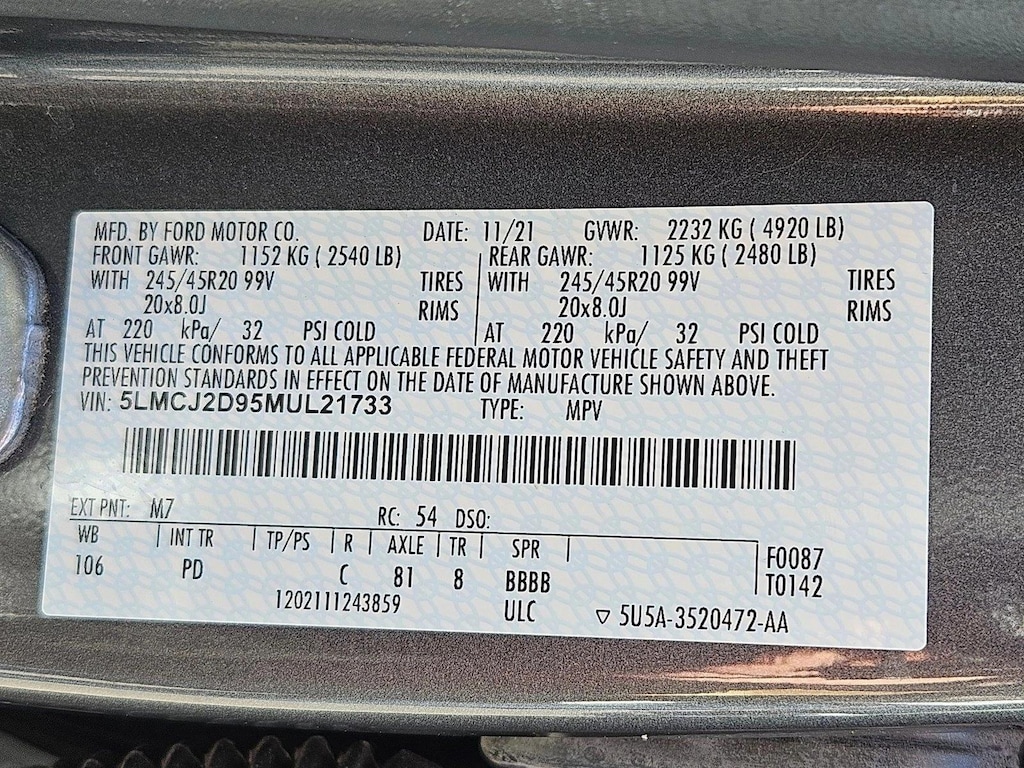 MFD. BY FORD MOTOR CO. DATE: 11/21 GVWR: 2232 KG ( 4920 LB)
FRONT GAWR: 1152 KG ( 2540 LB) REAR GAWR: 1125 KG ( 2480 LB)
WITH 245/45R20 99V TIRES WITH 245/45R20 99V TIRES
20x8.0J RIMS 20x8.0J RIMS
AT 220 kPa/ 32 PSI COLD AT 220 kPa/ 32 PSI COLD
THIS VEHICLE CONFORMS TO ALL APPLICABLE FEDERAL MOTOR VEHICLE SAFETY AND THEFT
PREVENTION STANDARDS IN EFFECT ON THE DATE OF MANUFACTURE SHOWN ABOVE.
VIN: 5LMCJ2D95MUL21733 TYPE: MPV
EXT PNT: M7 RC: 54 DSO:
WB INT TR TP/PS R AXLE TR SPR F0087
106 PD C 81 8 BBBB T0142
1202111243859 ULC ▽ 5U5A-3520472-AA